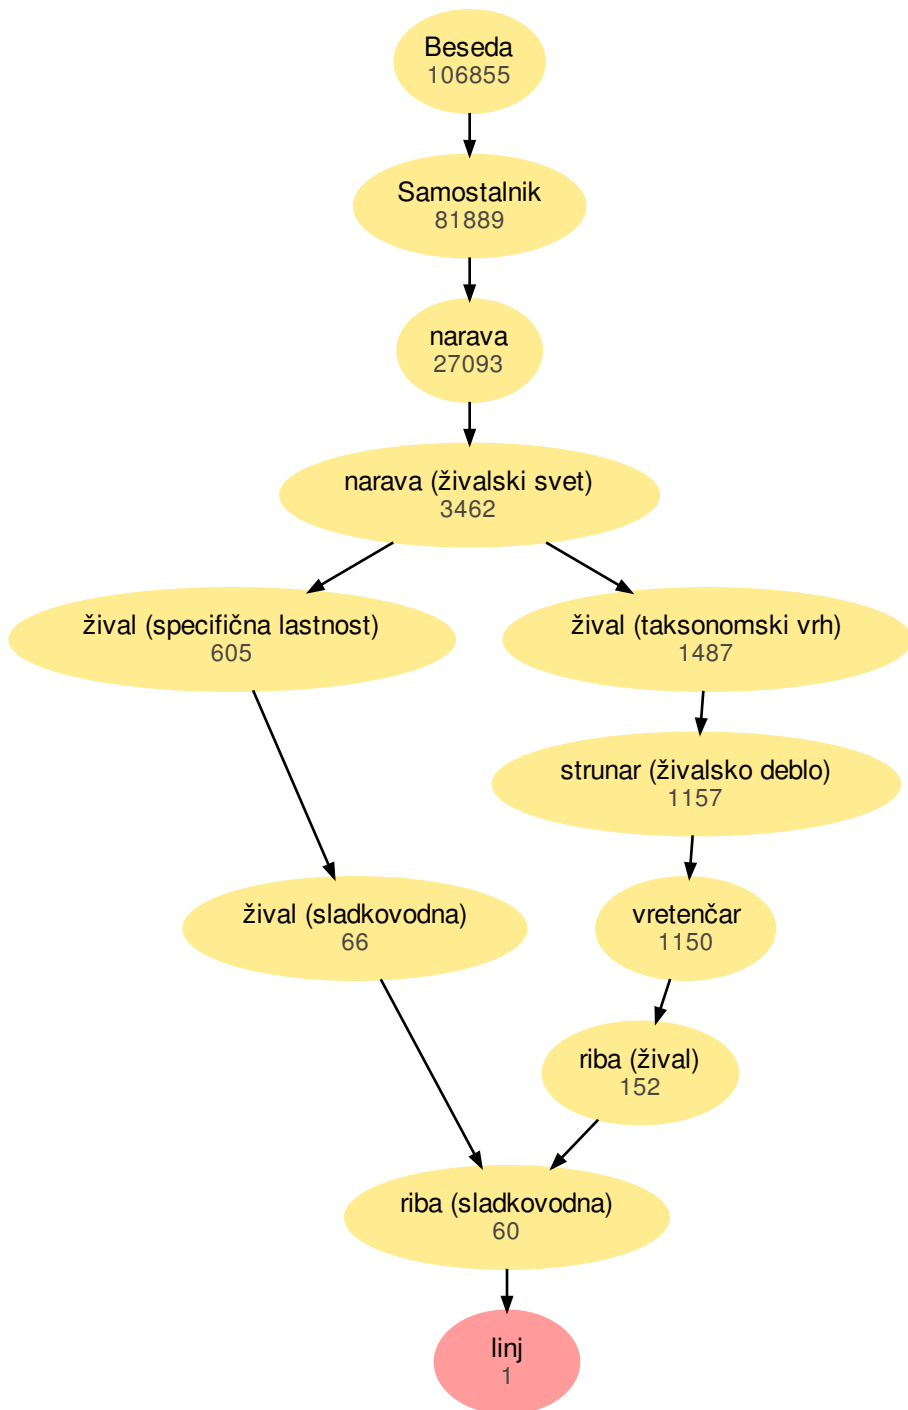 Beseda
106855
Samostalnik
81889
narava
27093
narava (živalski svet)
3462
žival (specifična lastnost)
605
žival (taksonomski vrh)
1487
strunar (živalsko deblo)
1157
žival (sladkovodna)
66
vretenčar
1150
riba (žival)
152
riba (sladkovodna)
60
linj
1